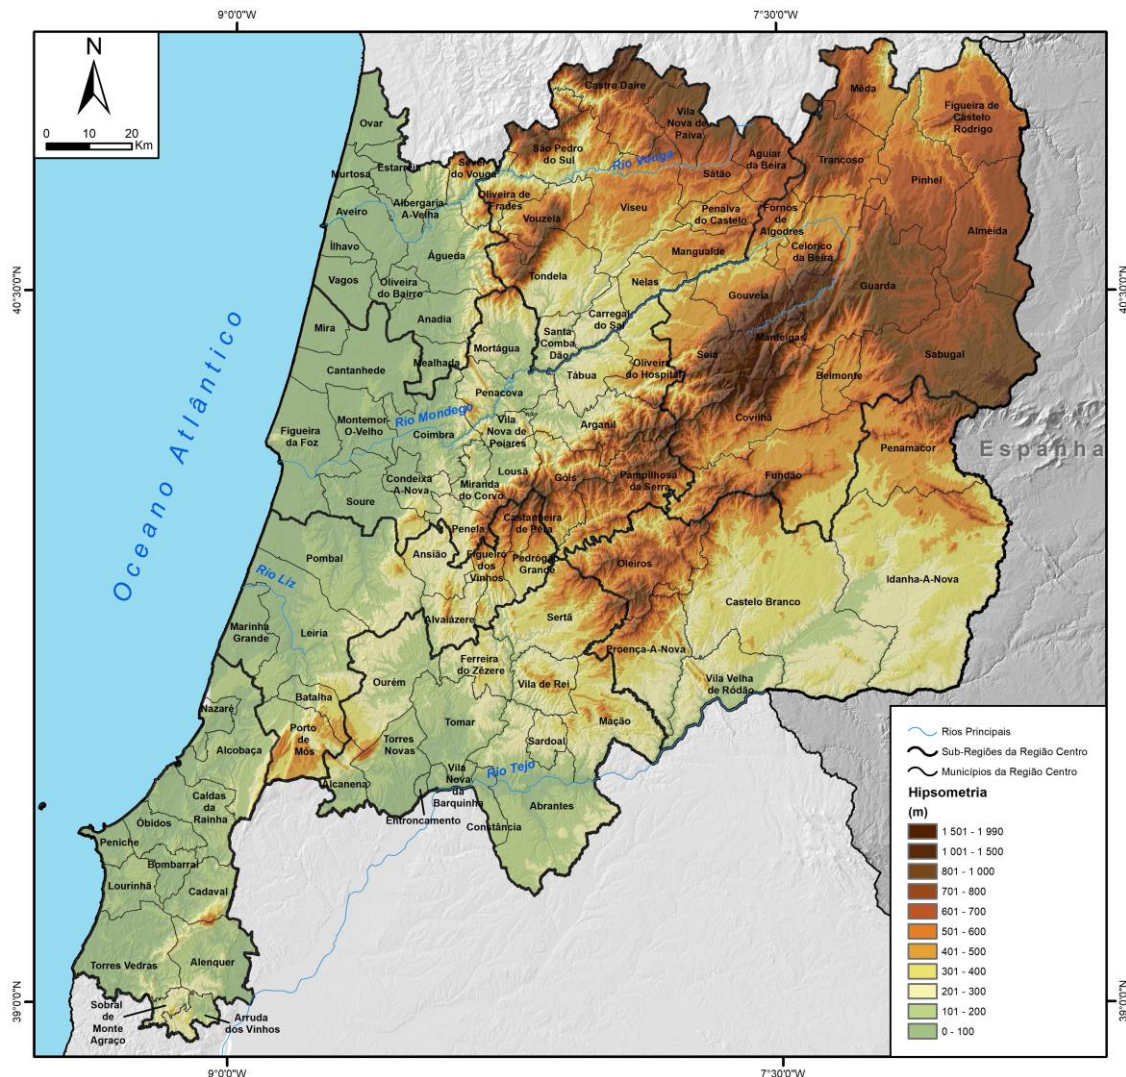 9°0'0"W
7°30'0"W
N
0 10 20
Km
Castro Daire
Mêda
Figueira de
Castelo
Rodrigo
Ovar
Vila
Nova de
Paiva
São Pedro
do Sul
Rio Vouga
Aguiar
da Beira
Trancoso
Estarreja
Murtosa
Sever
do Vouga
Sátão
Pinhel
Albergaria-
A-Velha
Oliveira de
Frades
Viseu
Penalva
do Castelo
Fornos
de
Algodres
Aveiro
Vouzela
Almeida
Ílhavo
Águeda
Mangualde
Celorico
da Beira
Vagos
Oliveira
do Bairro
Tondela
Nelas
Guarda
40°30'0"N
40°30'0"N
Gouveia
Anadia
Carregal
do Sal
Mira
Mortágua
Santa
Comba
Dão
Manteigas
Seia
Sabugal
Cantanhede
Mealhada
Tábua
Oliveira
do Hospital
Belmonte
Penacova
Oceano Atlântico
Rio Mondego
Montemor-
O-Velho
Coimbra
Vila
Nova de
Poiares
Arganil
Covilhã
Figueira
da Foz
Penamacor
Espanha
Condeixa
A-Nova
Lousã
Miranda
do Corvo
Góis
Pampilhosa
da Serra
Fundão
Soure
Penela
Castanheira
de Pêra
Pombal
Ansião
Figueiró
dos
Vinhos
Pedrógão
Grande
Oleiros
Idanha-A-Nova
Rio Liz
Castelo Branco
Marinha
Grande
Leiria
Alvaiázere
Sertã
Proença-A-Nova
Ferreira
do Zêzere
Ourém
Vila de Rei
Vila Velha
de Ródão
Batalha
Nazaré
Porto
de
Mós
Tomar
Mação
Torres
Novas
Sardoal
Alcobaça
Alcanena
Vila
Nova
da
Barquinha
Rio Tejo
Caldas
da
Rainha
Entroncamento
Constância
Abrantes
Óbidos
Peniche
Bombarral
Lourinhã
Cadaval
Torres Vedras
Alenquer
Sobral
de
Monte
Agraço
Arruda
dos Vinhos
39°0'0"N
39°0'0"N
Rios Principais
Sub-Regiões da Região Centro
Municípios da Região Centro
Hipsometria
(m)
1 501 - 1 990
1 001 - 1 500
801 - 1 000
701 - 800
601 - 700
501 - 600
401 - 500
301 - 400
201 - 300
101 - 200
0 - 100
9°0'0"W
7°30'0"W